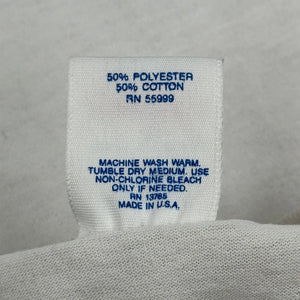 50% POLYESTER
50% COTTON
RN 55999
MACHINE WASH WARM.
TUMBLE DRY MEDIUM. USE
NON-CHLORINE BLEACH
ONLY IF NEEDED.
RN 13765
MADE IN U.S.A.